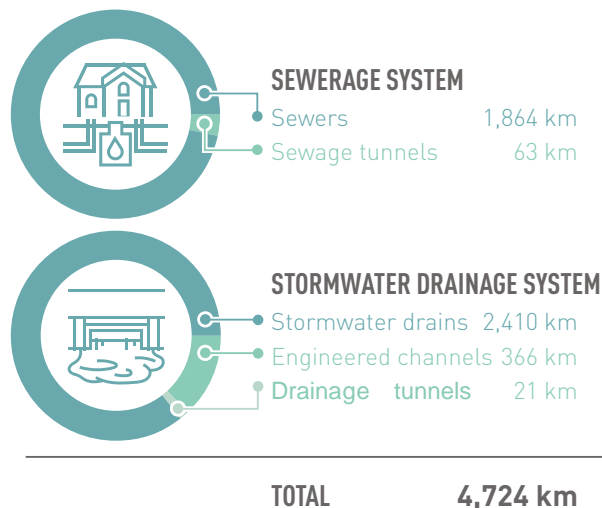 SEWERAGE SYSTEM
Sewers 1,864 km
Sewage tunnels 63 km
STORMWATER DRAINAGE SYSTEM
Stormwater drains 2,410 km
Engineered channels 366 km
Drainage tunnels 21 km
TOTAL 4,724 km